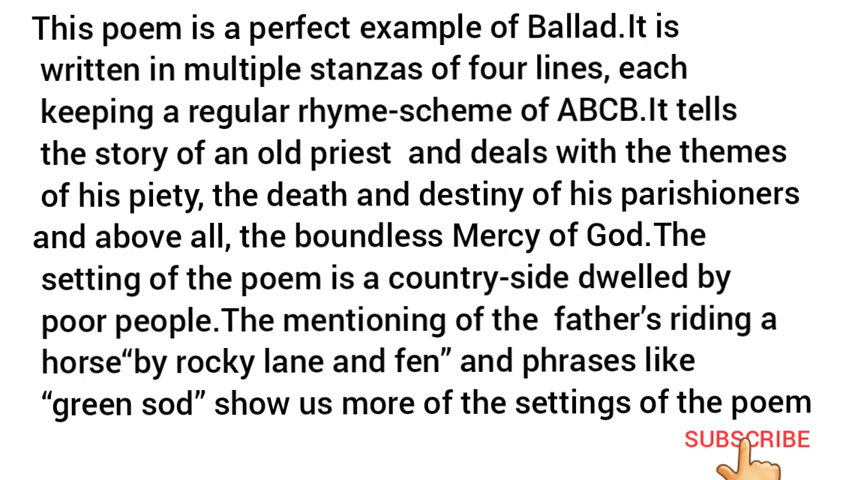 This poem is a perfect example of Ballad.It is
written in multiple stanzas of four lines, each
keeping a regular rhyme-scheme of ABCB.It tells
the story of an old priest  and deals with the themes
of his piety, the death and destiny of his parishioners
and above all, the boundless Mercy of God.The
setting of the poem is a country-side dwelled by
poor people.The mentioning of the  father’s riding a
horse“by rocky lane and fen” and phrases like
“green sod” show us more of the settings of the poem
SUBSCRIBE